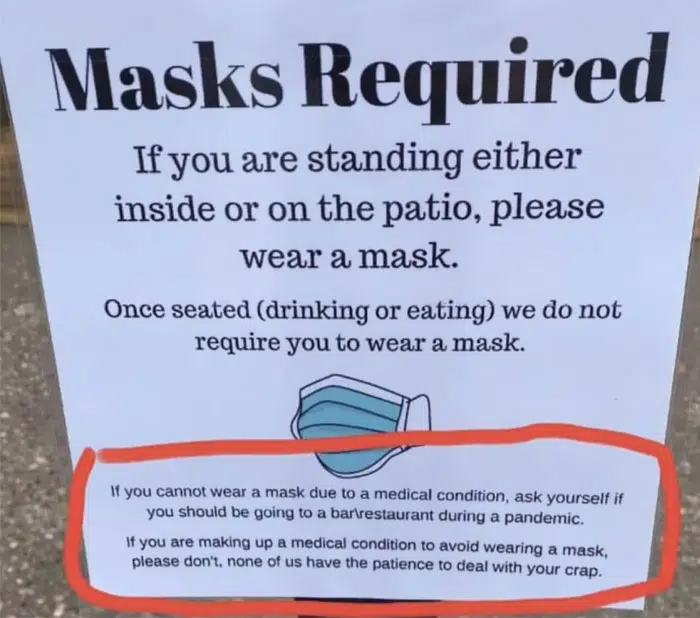 Masks Required
If you are standing either
inside or on the patio, please
wear a mask.
Once seated (drinking or eating) we do not
require you to wear a mask.
If you cannot wear a mask due to a medical condition, ask yourself if
you should be going to a bar\restaurant during a pandemic.
If you are making up a medical condition to avoid wearing a mask,
please don't, none of us have the patience to deal with your crap.